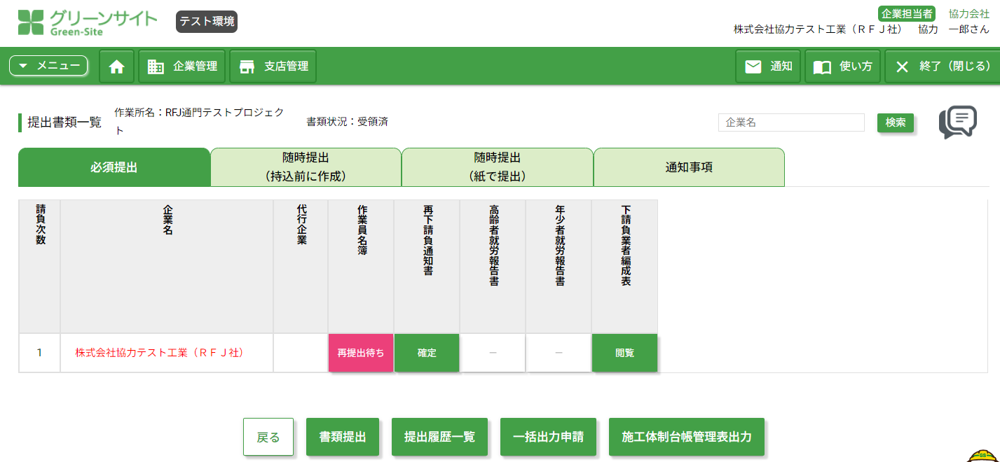 グリーンサイト
Green-Site
テスト環境
企業担当者 協力会社
株式会社協力テスト工業（ＲＦＪ社） 協力 一郎さん
メニュー
企業管理
支店管理
通知
使い方
終了（閉じる）
提出書類一覧
作業所名：RFJ通門テストプロジェク
ト
書類状況：受領済
企業名
検索
必須提出
随時提出
（持込前に作成）
随時提出
（紙で提出）
通知事項
請負次数
企業名
代行企業
作業員名簿
再下請負通知書
高齢者就労報告書
年少者就労報告書
下請負業者編成表
1
株式会社協力テスト工業（ＲＦＪ社）
再提出待ち
確定
－
－
閲覧
戻る
書類提出
提出履歴一覧
一括出力申請
施工体制台帳管理表出力
GS